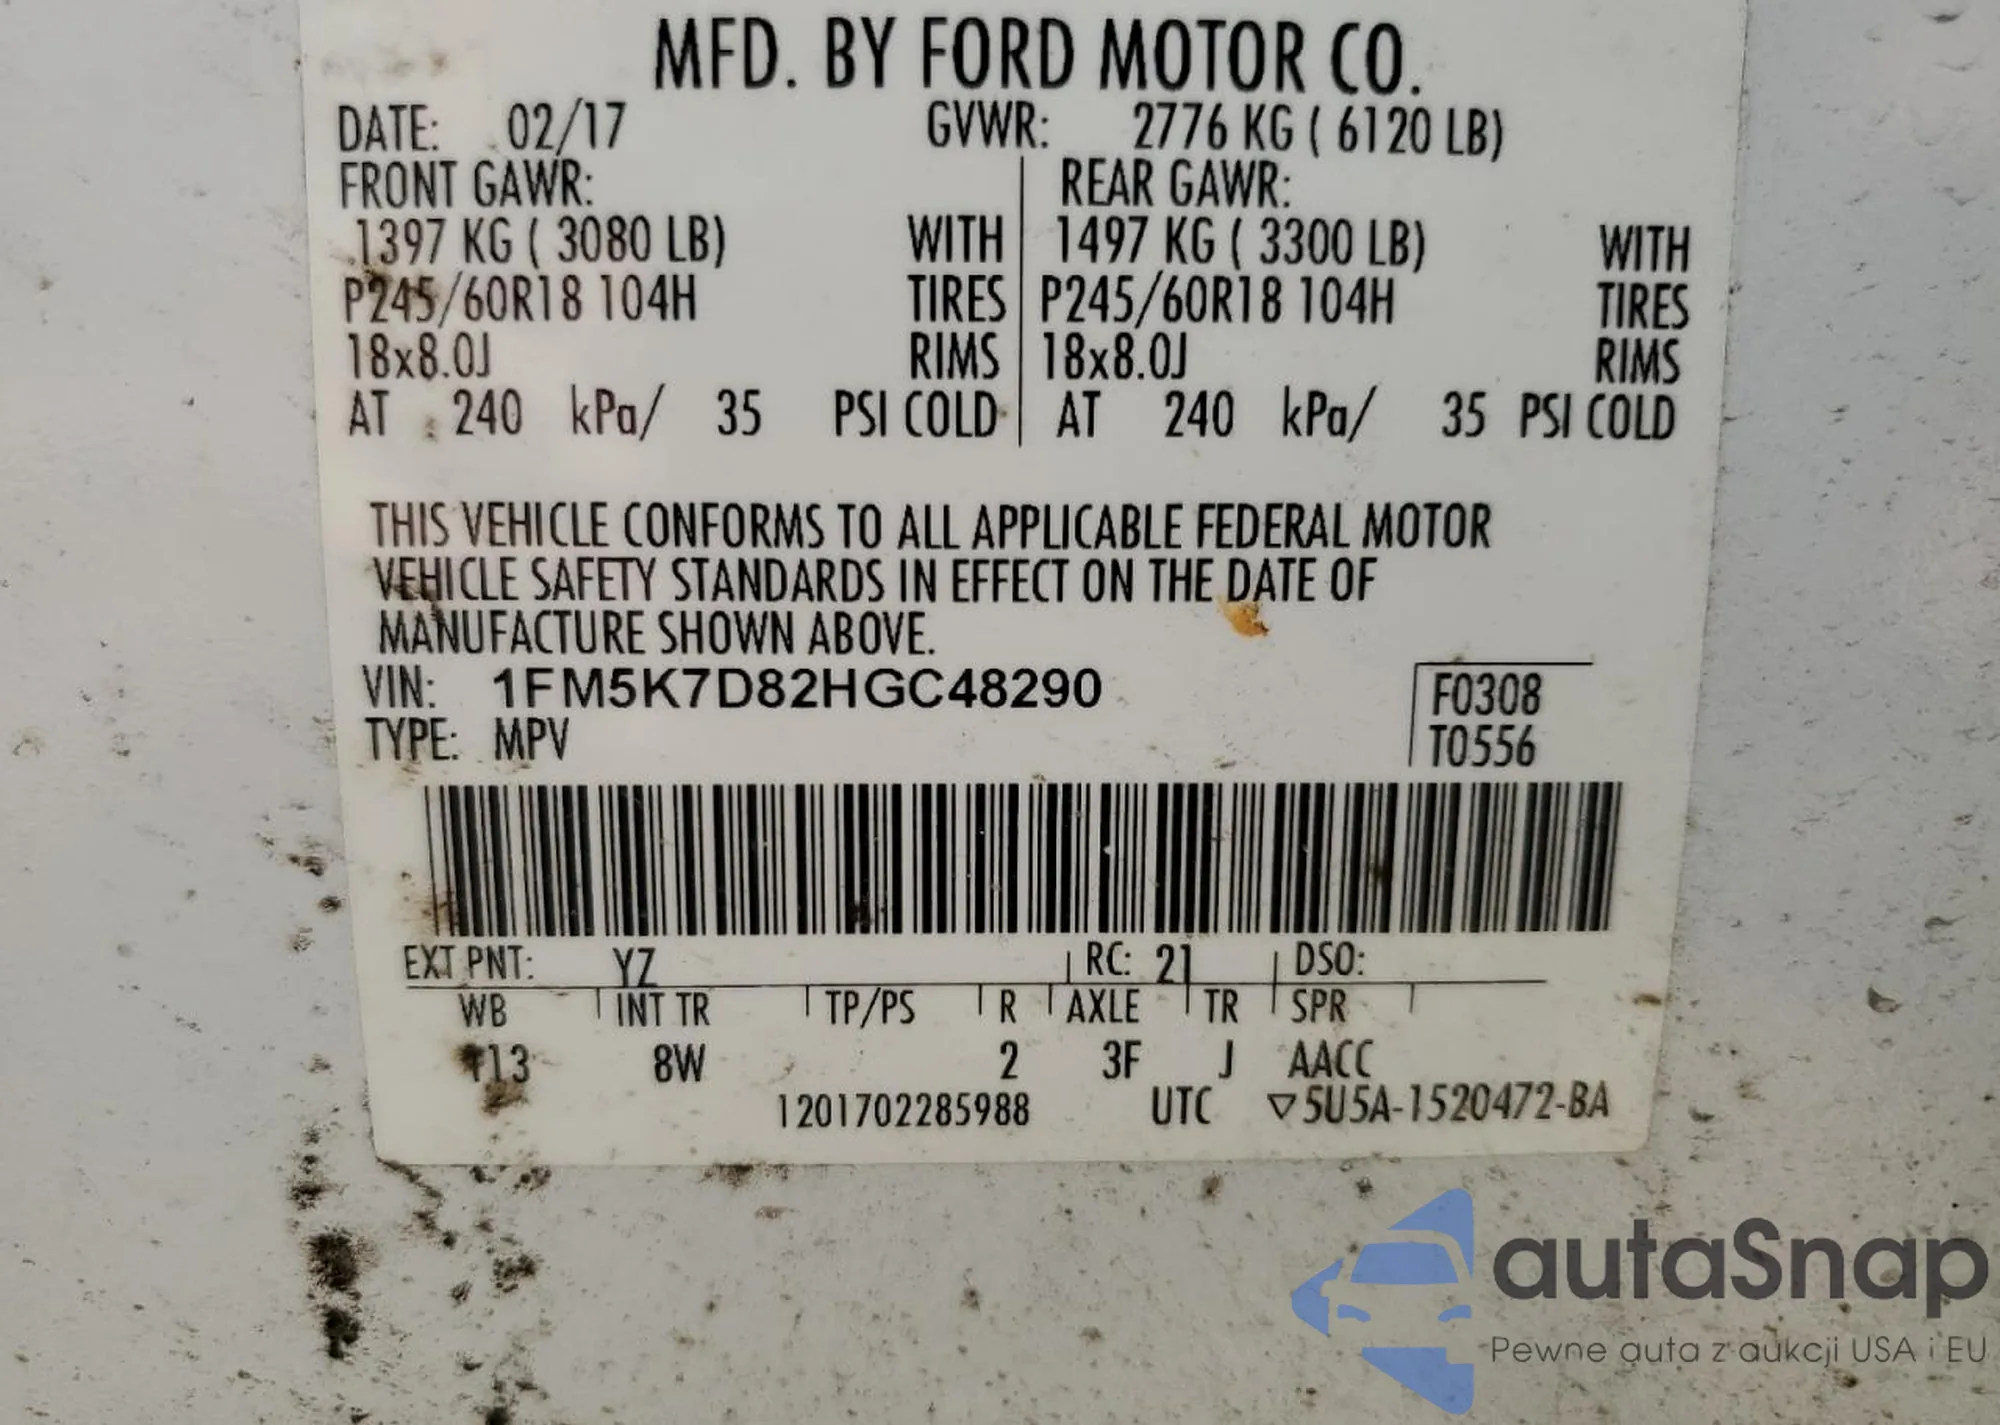 MFD. BY FORD MOTOR CO.
DATE: 02/17 GVWR: 2776 KG ( 6120 LB)
FRONT GAWR: REAR GAWR:
1397 KG ( 3080 LB) WITH 1497 KG ( 3300 LB) WITH
P245/60R18 104H TIRES P245/60R18 104H TIRES
18x8.0J RIMS 18x8.0J RIMS
AT 240 kPa/ 35 PSI COLD AT 240 kPa/ 35 PSI COLD
THIS VEHICLE CONFORMS TO ALL APPLICABLE FEDERAL MOTOR
VEHICLE SAFETY STANDARDS IN EFFECT ON THE DATE OF
MANUFACTURE SHOWN ABOVE.
VIN: 1FM5K7D82HGC48290 F0308
TYPE: MPV T0556
EXT PNT: YZ RC: 21 DSO:
WB INT TR TP/PS R AXLE TR SPR
113 8W 2 3F J AACC
1201702285988 UTC ▽5U5A-1520472-BA
autaSnap
Pewne auta z aukcji USA i EU